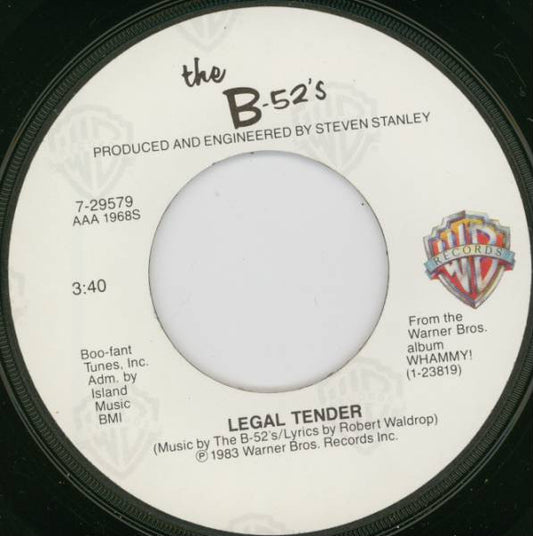 the
B-52's
PRODUCED AND ENGINEERED BY STEVEN STANLEY
7-29579
AAA 1968S
3:40
RECORDS
From the
Warner Bros.
album
WHAMMY!
(1-23819)
Boo-fant
Tunes, Inc.
Adm. by
Island
Music
BMI
LEGAL TENDER
(Music by The B-52's/Lyrics by Robert Waldrop)
℗ 1983 Warner Bros. Records Inc.